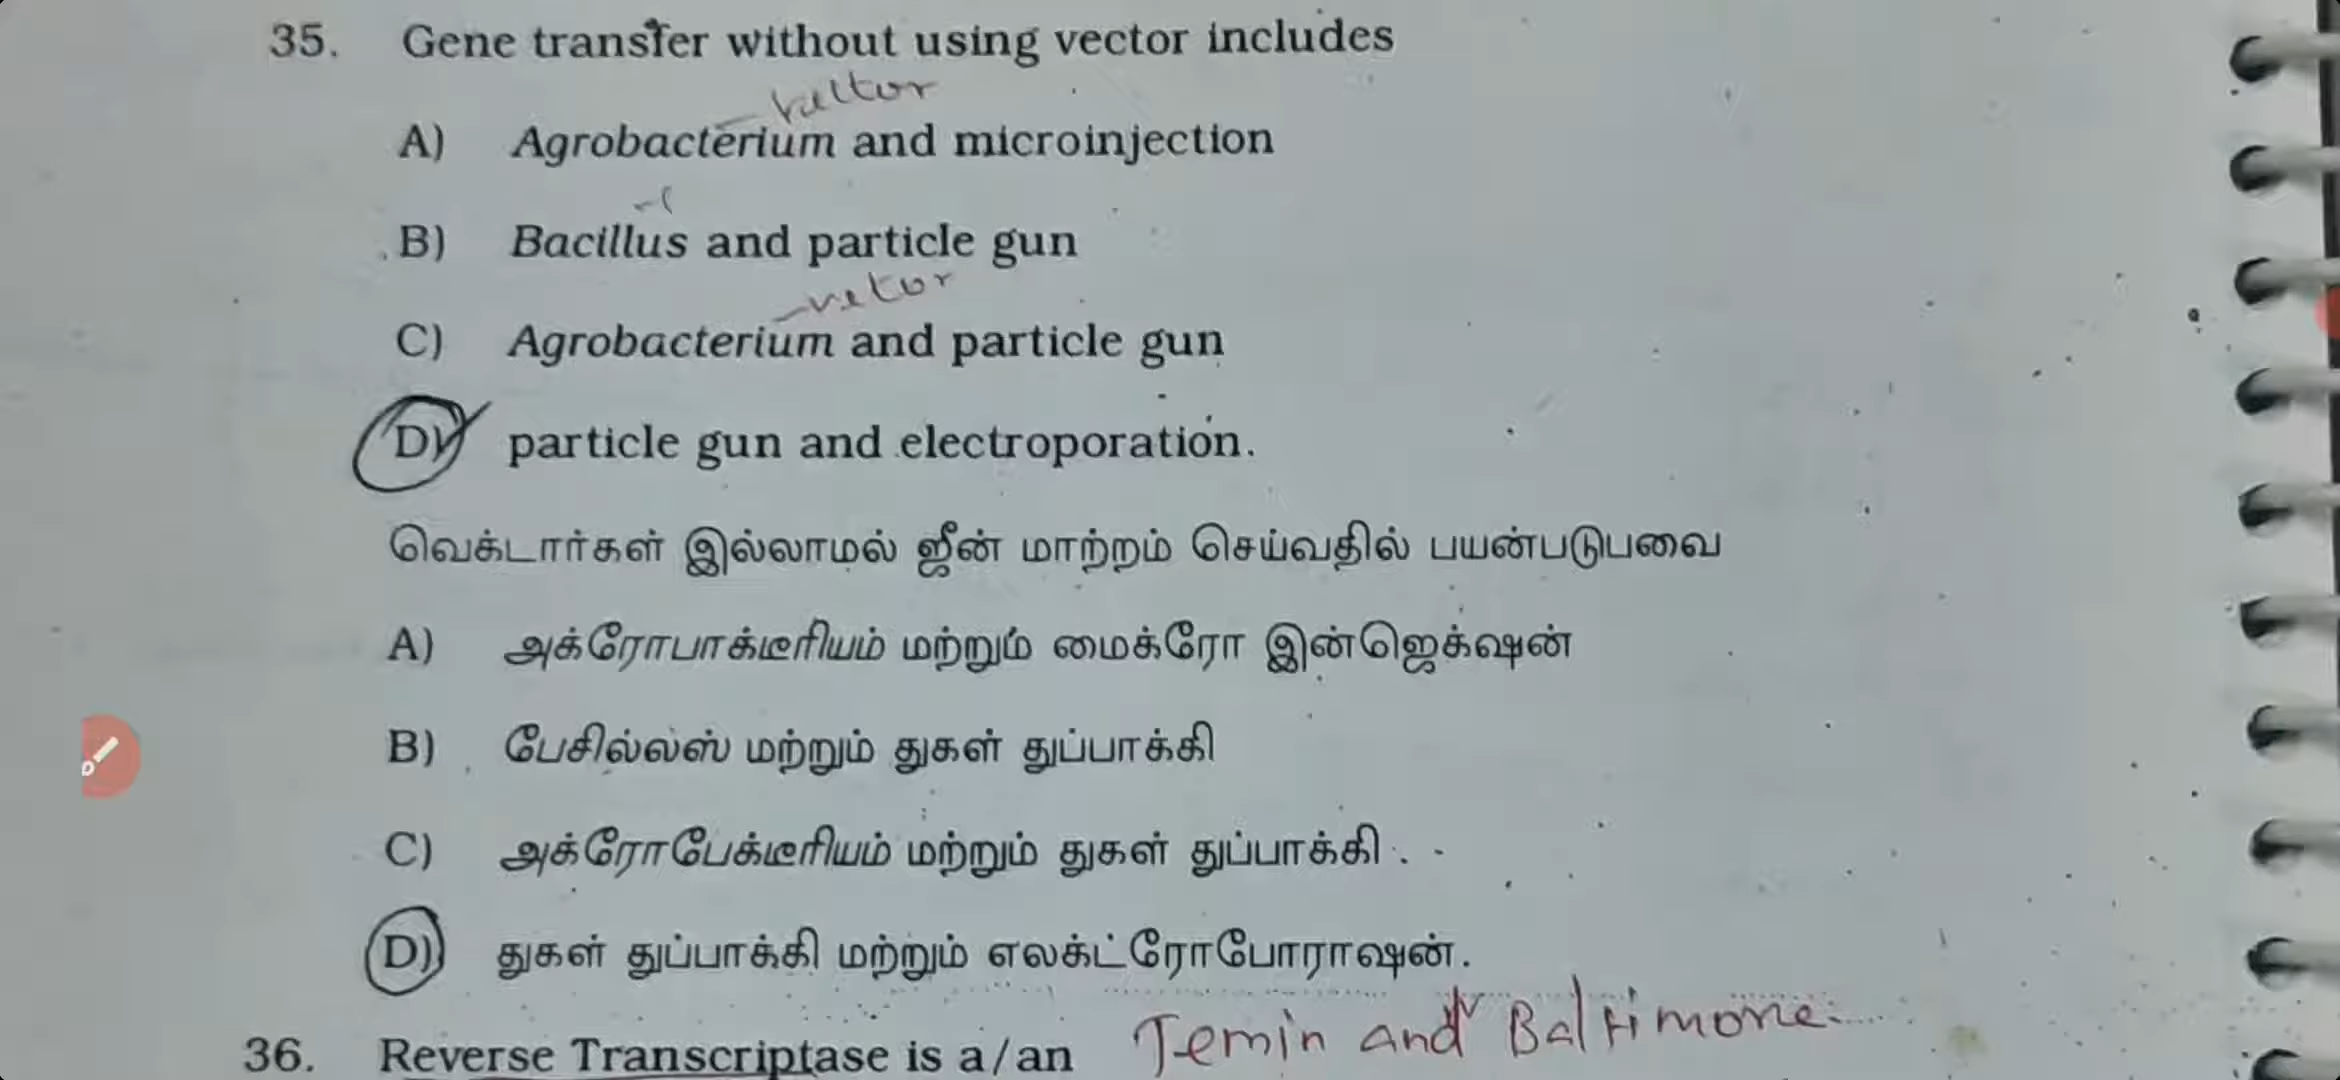 35. Gene transfer without using vector includes
vector
A) Agrobacterium and microinjection
B) Bacillus and particle gun
vector
C) Agrobacterium and particle gun
D) particle gun and electroporation.
வெக்டார்கள் இல்லாமல் ஜீன் மாற்றம் செய்வதில் பயன்படுபவை
A) அக்ரோபாக்டீரியம் மற்றும் மைக்ரோ இன்ஜெக்ஷன்
B) பேசில்லஸ் மற்றும் துகள் துப்பாக்கி
C) அக்ரோபேக்டீரியம் மற்றும் துகள் துப்பாக்கி.
D) துகள் துப்பாக்கி மற்றும் எலக்ட்ரோபோராஷன்.
36. Reverse Transcriptase is a/an Temin and Baltimore